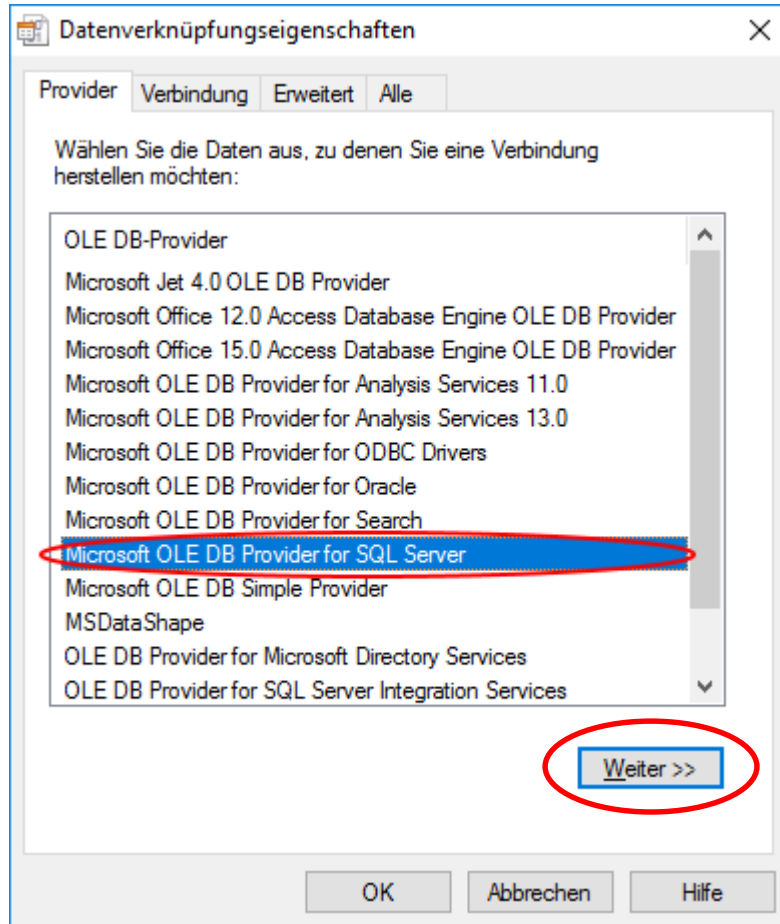 Datenverknüpfungseigenschaften
Provider
Verbindung
Erweitert
Alle
Wählen Sie die Daten aus, zu denen Sie eine Verbindung
herstellen möchten:
OLE DB-Provider
Microsoft Jet 4.0 OLE DB Provider
Microsoft Office 12.0 Access Database Engine OLE DB Provider
Microsoft Office 15.0 Access Database Engine OLE DB Provider
Microsoft OLE DB Provider for Analysis Services 11.0
Microsoft OLE DB Provider for Analysis Services 13.0
Microsoft OLE DB Provider for ODBC Drivers
Microsoft OLE DB Provider for Oracle
Microsoft OLE DB Provider for Search
Microsoft OLE DB Provider for SQL Server
Microsoft OLE DB Simple Provider
MSDataShape
OLE DB Provider for Microsoft Directory Services
OLE DB Provider for SQL Server Integration Services
Weiter >>
OK
Abbrechen
Hilfe